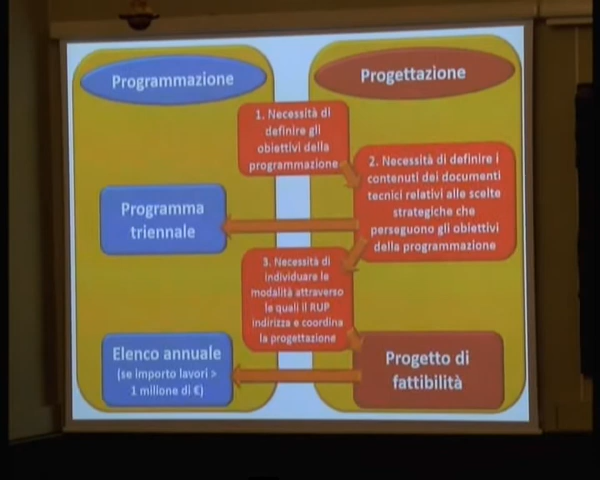 Programmazione
Progettazione
1. Necessità di
definire gli
obiettivi della
programmazione
2. Necessità di definire i
contenuti dei documenti
tecnici relativi alle scelte
strategiche che
perseguono gli obiettivi
della programmazione
Programma
triennale
3. Necessità di
individuare le
modalità attraverso
le quali il RUP
indirizza e coordina
la progettazione
Elenco annuale
(se importo lavori >
1 milione di €)
Progetto di
fattibilità